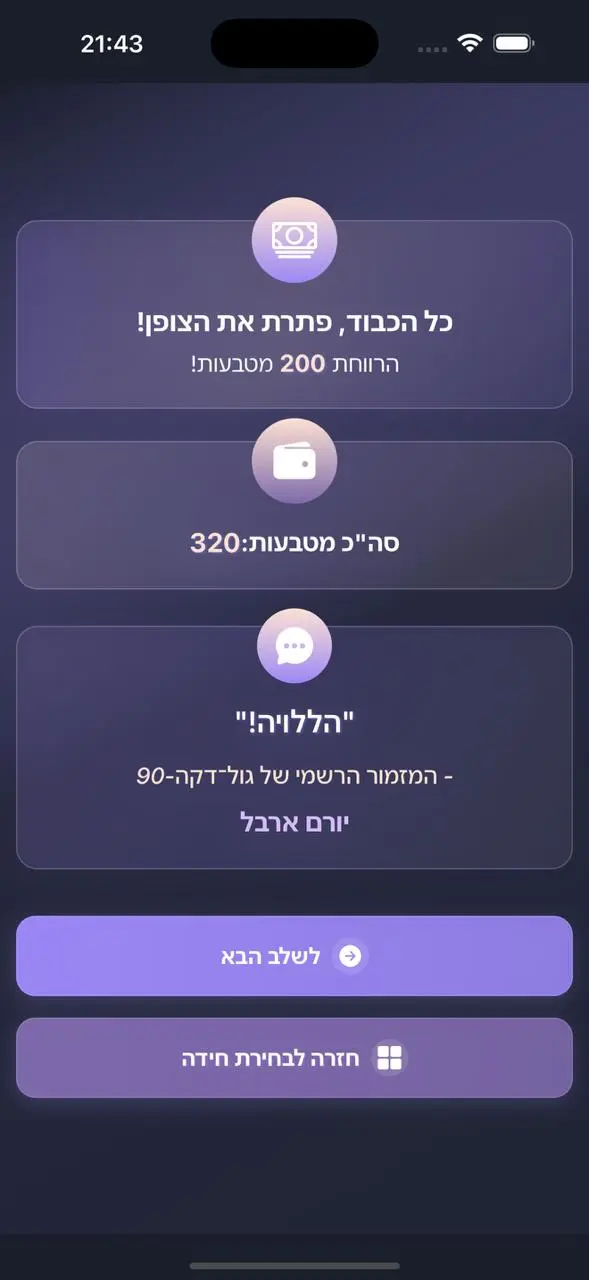 21:43
כל הכבוד, פתרת את הצופן!
הרווחת 200 מטבעות!
סה"כ מטבעות:320
"הללויה!"
- המזמור הרשמי של גול־דקה-90
יורם ארבל
לשלב הבא
חזרה לבחירת חידה